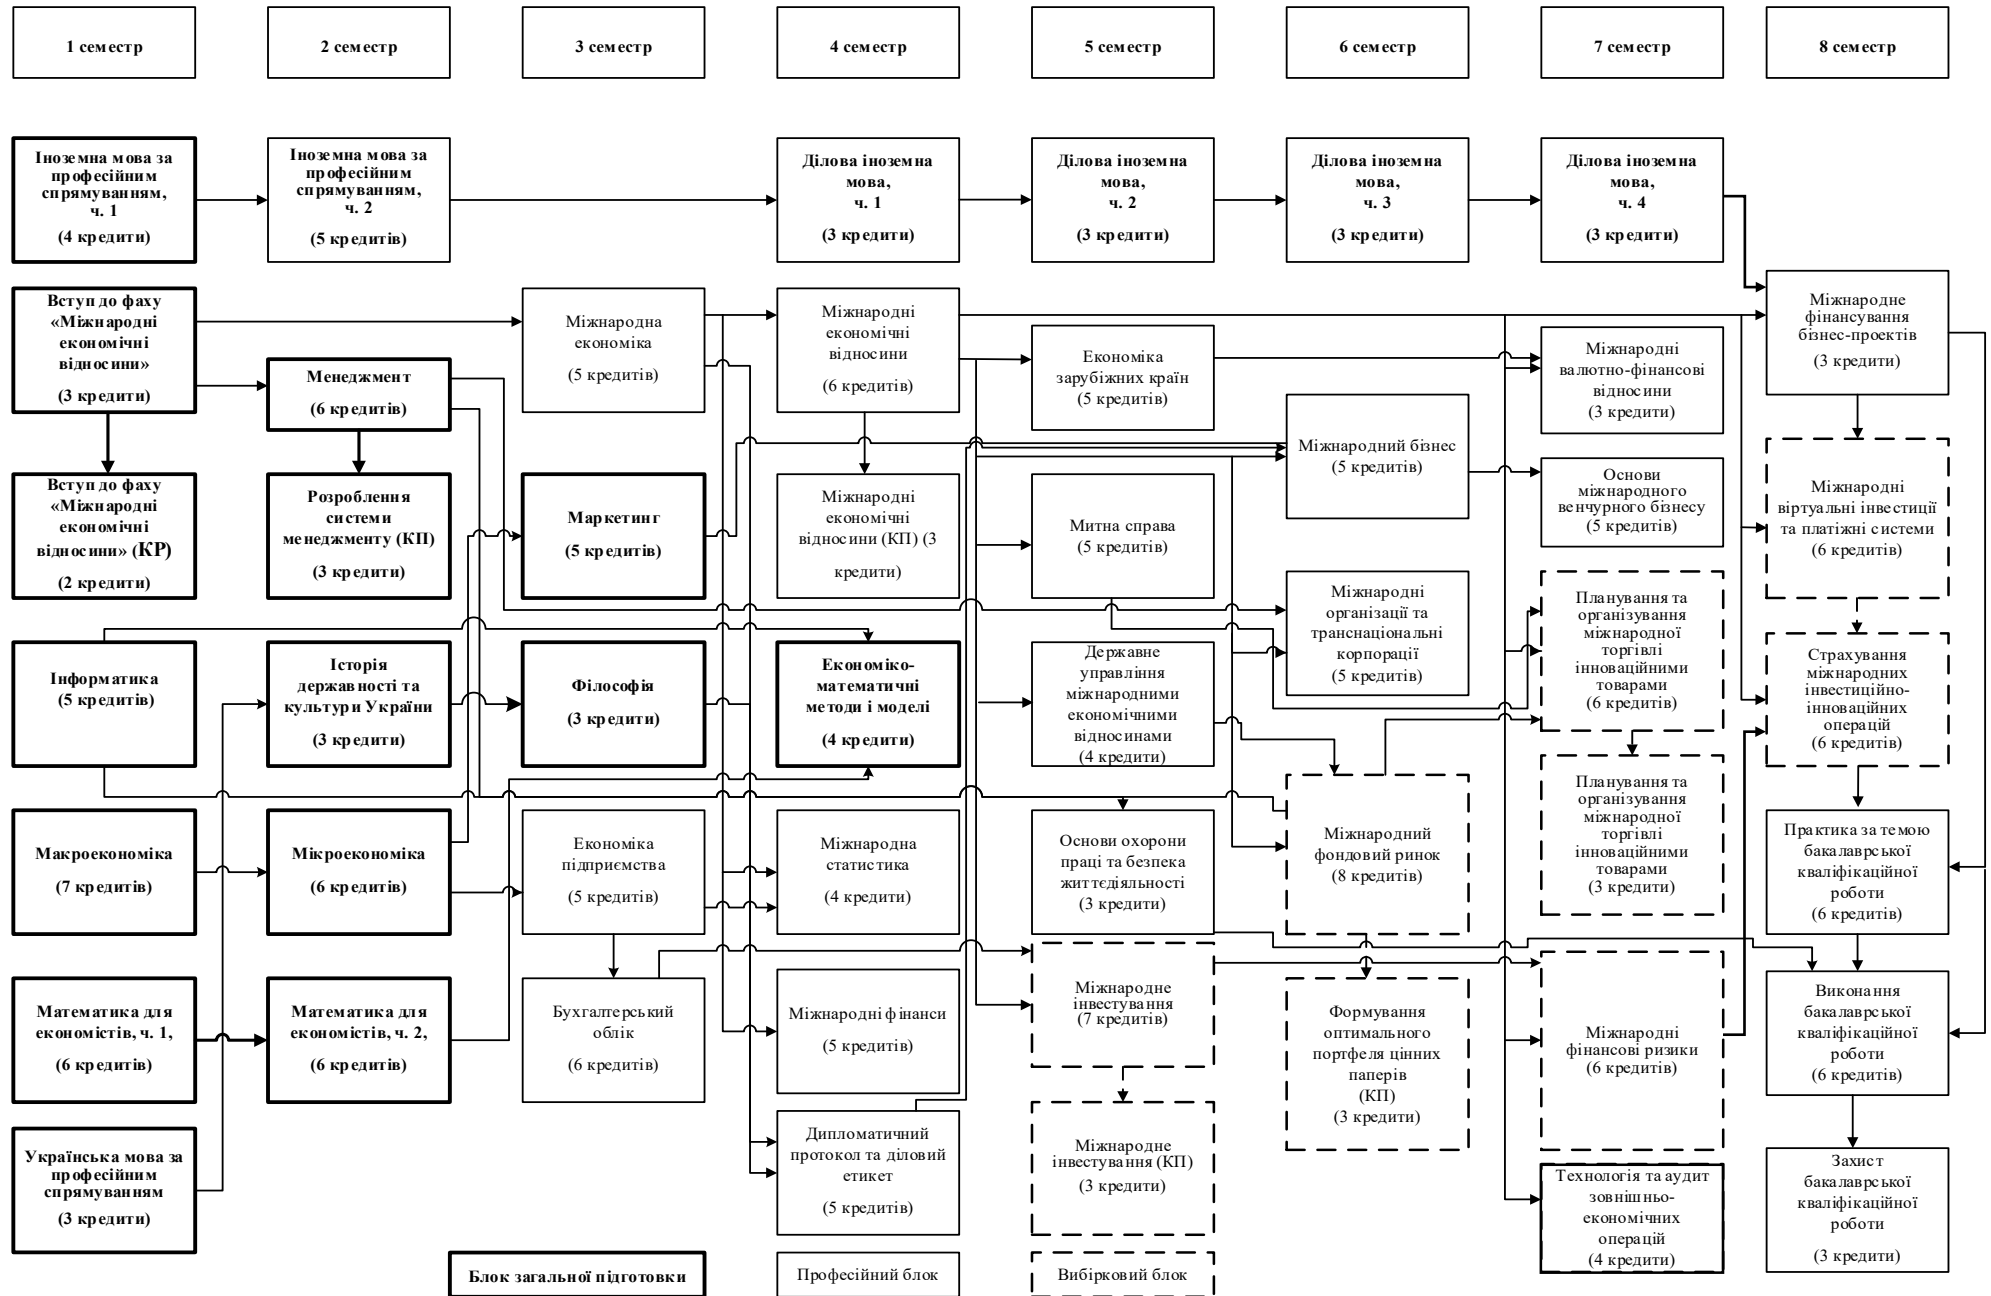 1 семестр
2 семестр
3 семестр
4 семестр
5 семестр
6 семестр
7 семестр
8 семестр
Іноземна мова за
професійним
спрямуванням,
ч. 1
(4 кредити)
Іноземна мова за
професійним
спрямуванням,
ч. 2
(5 кредитів)
Ділова іноземна
мова,
ч. 1
(3 кредити)
Ділова іноземна
мова,
ч. 2
(3 кредити)
Ділова іноземна
мова,
ч. 3
(3 кредити)
Ділова іноземна
мова,
ч. 4
(3 кредити)
Вступ до фаху
«Міжнародні
економічні
відносини»
(3 кредити)
Менеджмент
(6 кредитів)
Міжнародна
економіка
(5 кредитів)
Міжнародні
економічні
відносини
(6 кредитів)
Економіка
зарубіжних країн
(5 кредитів)
Міжнародний бізнес
(5 кредитів)
Міжнародні
валютно-фінансові
відносини
(3 кредити)
Міжнародне
фінансування
бізнес-проектів
(3 кредити)
Вступ до фаху
«Міжнародні
економічні
відносини» (КР)
(2 кредити)
Розроблення
системи
менеджменту (КП)
(3 кредити)
Маркетинг
(5 кредитів)
Міжнародні
економічні
відносини (КП) (3
кредити)
Митна справа
(5 кредитів)
Міжнародні
організації та
транснаціональні
корпорації
(5 кредитів)
Основи
міжнародного
венчурного бізнесу
(5 кредитів)
Міжнародні
віртуальні інвестиції
та платіжні системи
(6 кредитів)
Інформатика
(5 кредитів)
Історія
державності та
культури України
(3 кредити)
Філософія
(3 кредити)
Економіко-
математичні
методи і моделі
(4 кредити)
Державне
управління
міжнародними
економічними
відносинами
(4 кредити)
Планування та
організування
міжнародної
торгівлі
інноваційними
товарами
(6 кредитів)
Страхування
міжнародних
інвестиційно-
інноваційних
операцій
(6 кредитів)
Макроекономіка
(7 кредитів)
Мікроекономіка
(6 кредитів)
Економіка
підприємства
(5 кредитів)
Міжнародна
статистика
(4 кредити)
Основи охорони
праці та безпека
життєдіяльності
(3 кредити)
Міжнародний
фондовий ринок
(8 кредитів)
Планування та
організування
міжнародної
торгівлі
інноваційними
товарами
(3 кредити)
Практика за темою
бакалаврської
кваліфікаційної
роботи
(6 кредитів)
Математика для
економістів, ч. 1,
(6 кредитів)
Математика для
економістів, ч. 2,
(6 кредитів)
Бухгалтерський
облік
(6 кредитів)
Міжнародні фінанси
(5 кредитів)
Міжнародне
інвестування
(7 кредитів)
Формування
оптимального
портфеля цінних
паперів
(КП)
(3 кредити)
Міжнародні
фінансові ризики
(6 кредитів)
Виконання
бакалаврської
кваліфікаційної
роботи
(6 кредитів)
Українська мова за
професійним
спрямуванням
(3 кредити)
Дипломатичний
протокол та діловий
етикет
(5 кредитів)
Міжнародне
інвестування (КП)
(3 кредити)
Технологія та аудит
зовнішньо-
економічних
операцій
(4 кредити)
Захист
бакалаврської
кваліфікаційної
роботи
(3 кредити)
Блок загальної підготовки
Професійний блок
Вибірковий блок